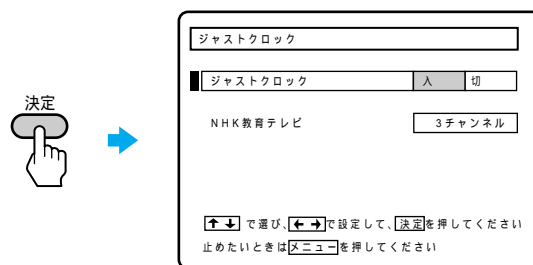 決定
ジャストクロック
ジャストクロック 入 切
NHK教育テレビ 3チャンネル
↑↓で選び、←→で設定して、決定を押してください
止めたいときはメニューを押してください